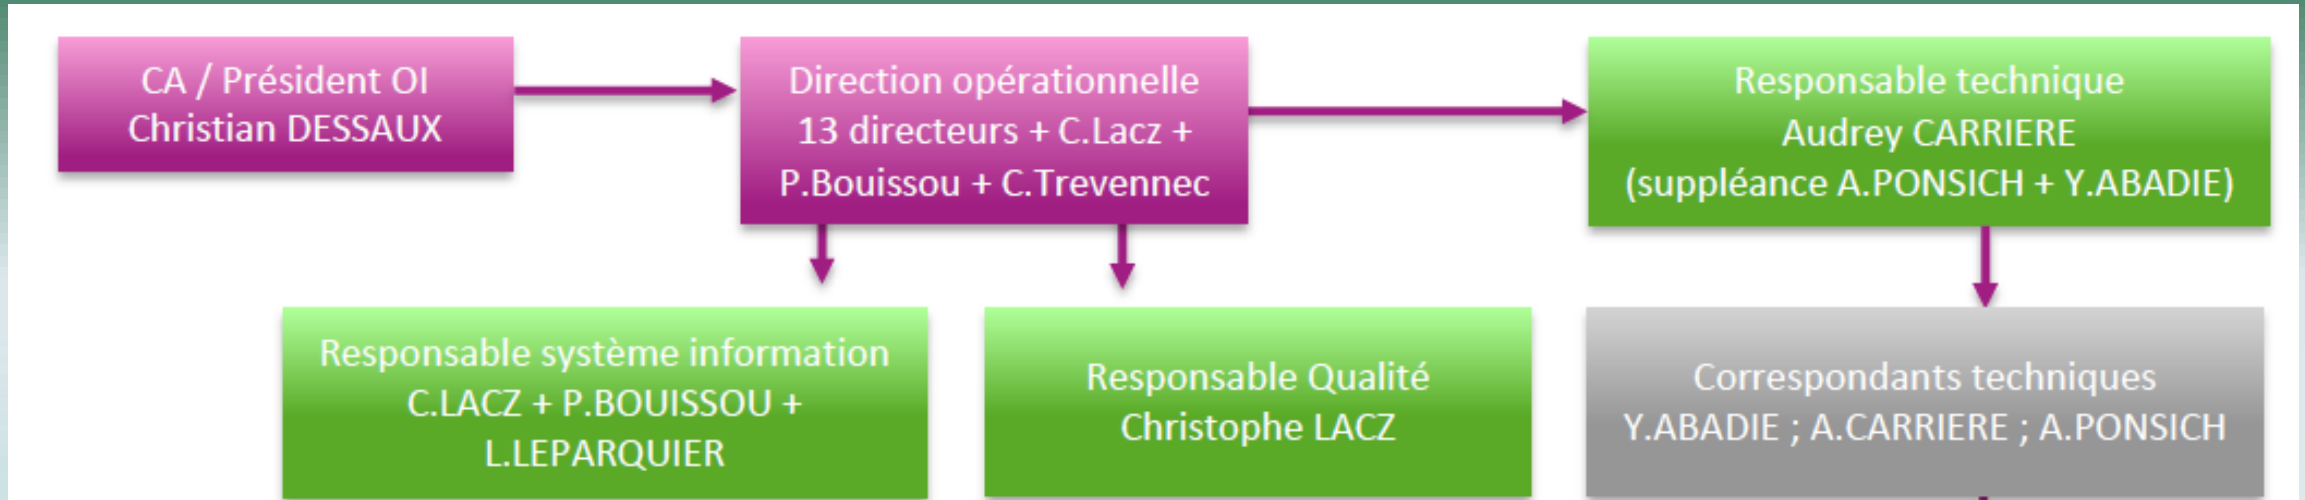 CA / Président OI
Christian DESSAUX
Direction opérationnelle
13 directeurs + C.Lacz +
P.Bouissou + C.Trevennec
Responsable technique
Audrey CARRIERE
(suppléance A.PONSICH + Y.ABADIE)
Responsable système information
C.LACZ + P.BOUISSOU +
L.LEPARQUIER
Responsable Qualité
Christophe LACZ
Correspondants techniques
Y.ABADIE ; A.CARRIERE ; A.PONSICH